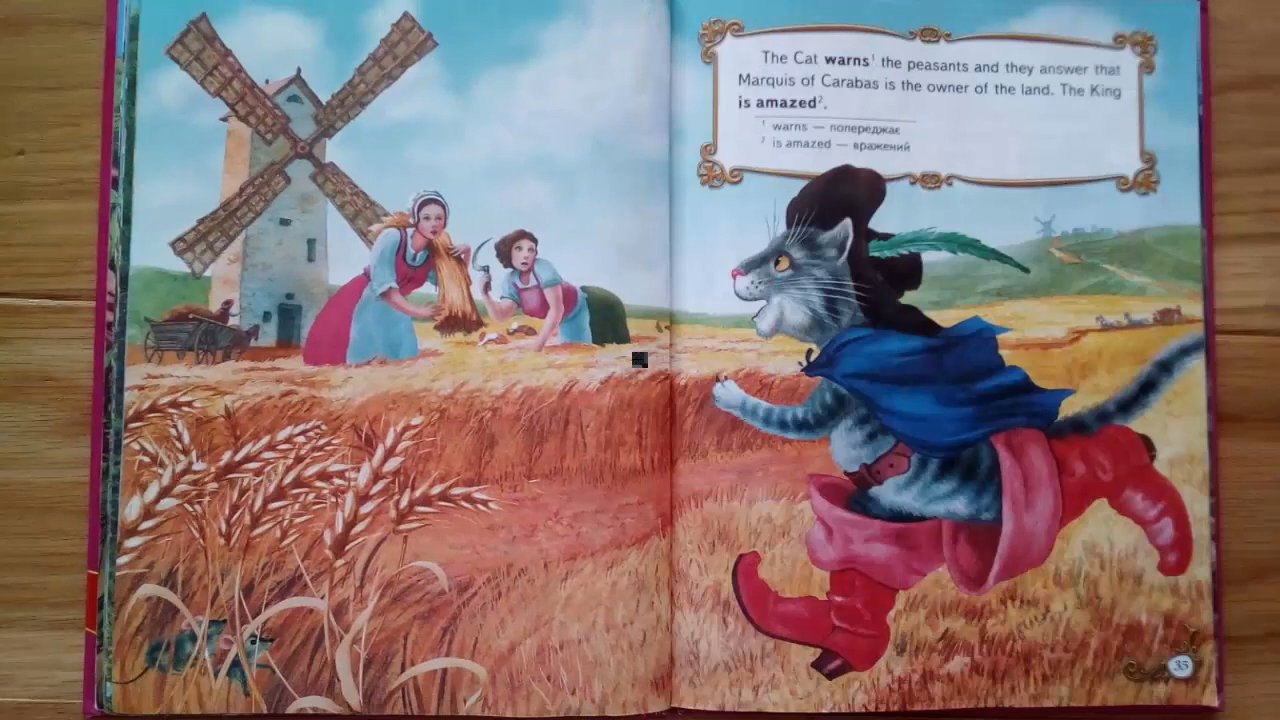 The Cat warns¹ the peasants and they answer that
Marquis of Carabas is the owner of the land. The King
is amazed².
¹ warns — попереджає
² is amazed — вражений
35